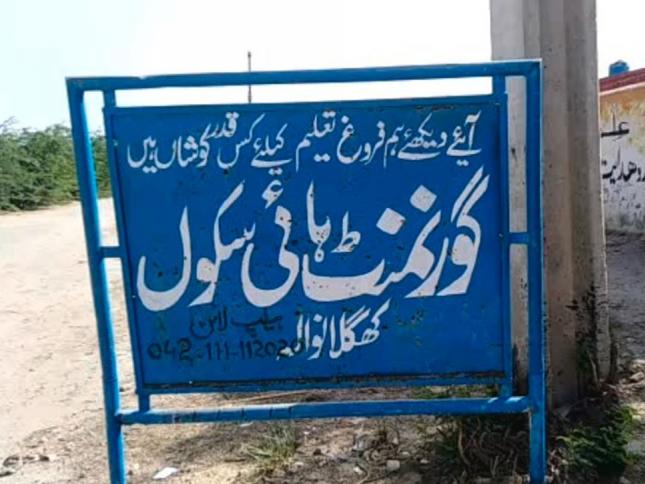 آیئے دیکھئے ہم فروغ تعلیم کیلئے کس قدر کوشاں ہیں
گورنمنٹ ہائی سکول
کھگلانوالہ
ہیلپ لائن
042-111-112020